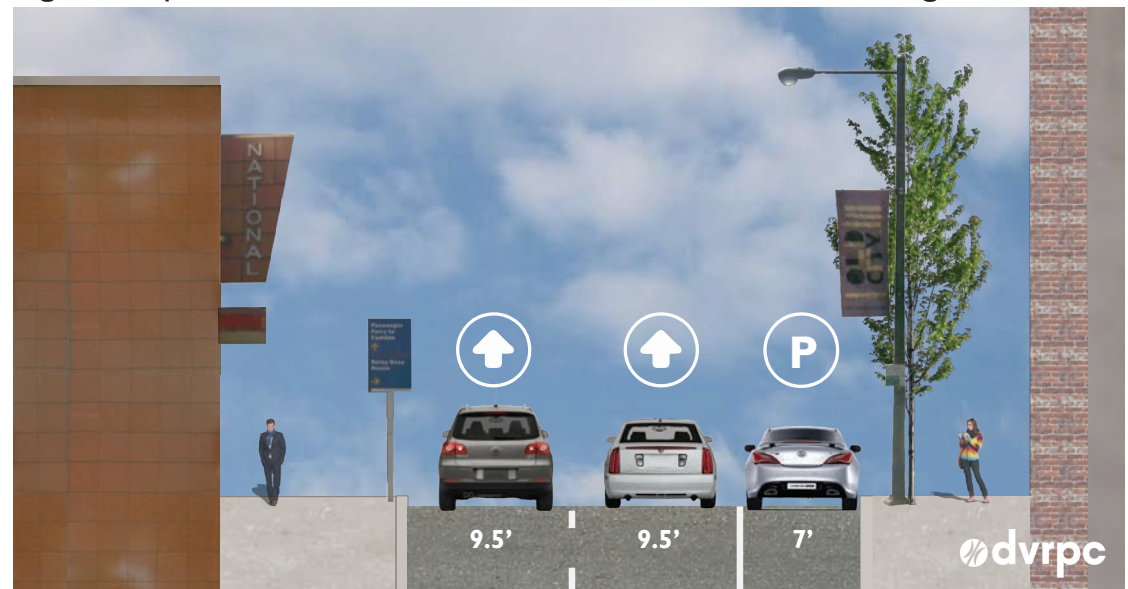 NATIONAL
OLD
CITY
Passenger
Ferry to
Camden
Betsy Ross
House
P
9.5'
9.5'
7'
dvrpc